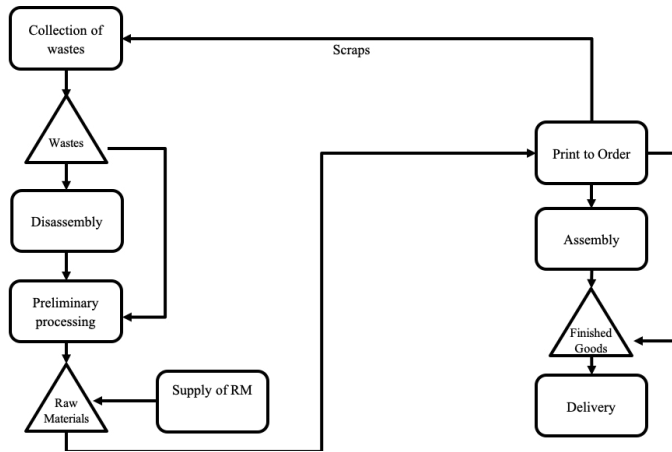 Collection of
wastes
Scraps
Wastes
Print to Order
Disassembly
Assembly
Preliminary
processing
Finished
Goods
Supply of RM
Raw
Materials
Delivery